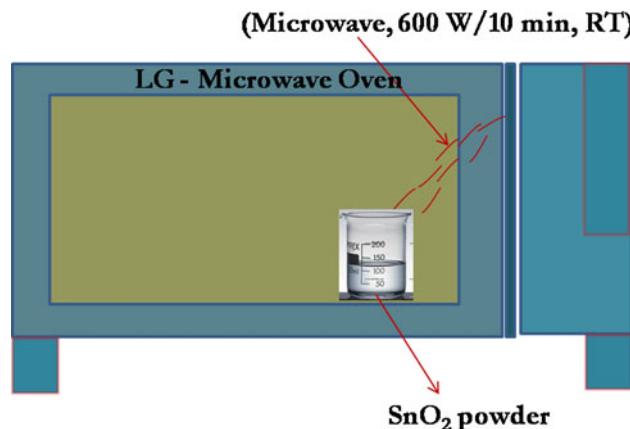 (Microwave, 600 W/10 min, RT)
LG - Microwave Oven
200
150
100
50
SnO₂ powder